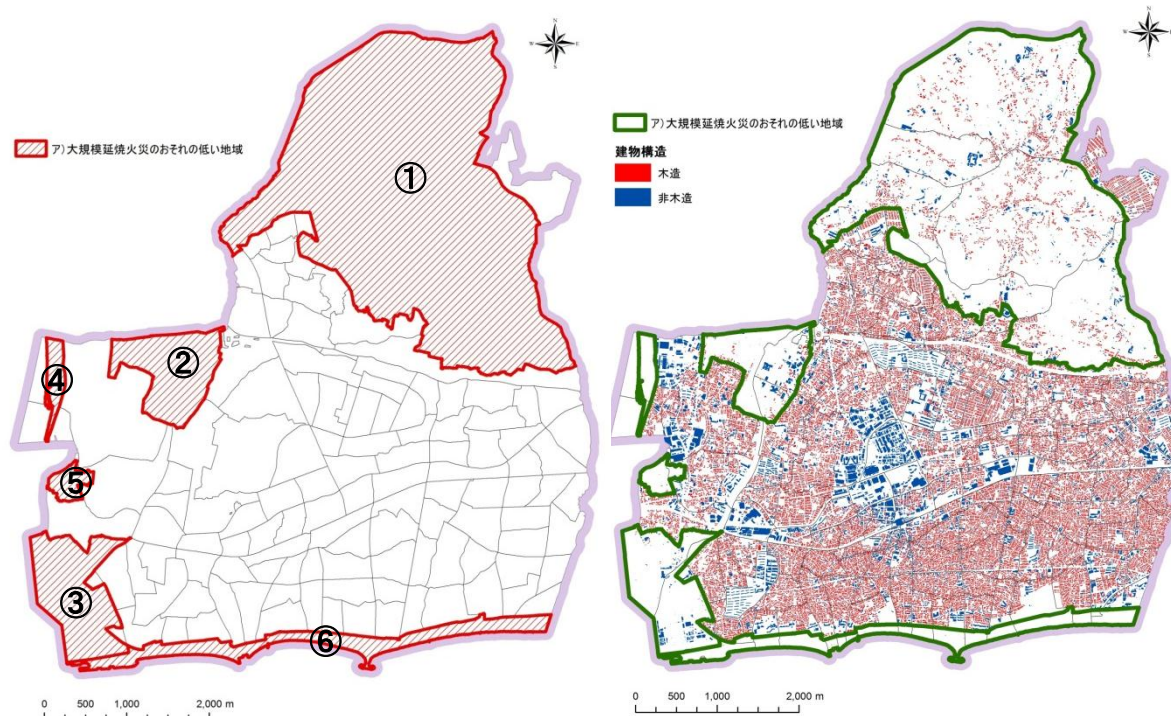 N
W E
S
ア)大規模延焼火災のおそれの低い地域
①
②
④
⑤
③
⑥
0 500 1,000 2,000 m
N
W E
S
ア)大規模延焼火災のおそれの低い地域
建物構造
木造
非木造
0 500 1,000 2,000 m